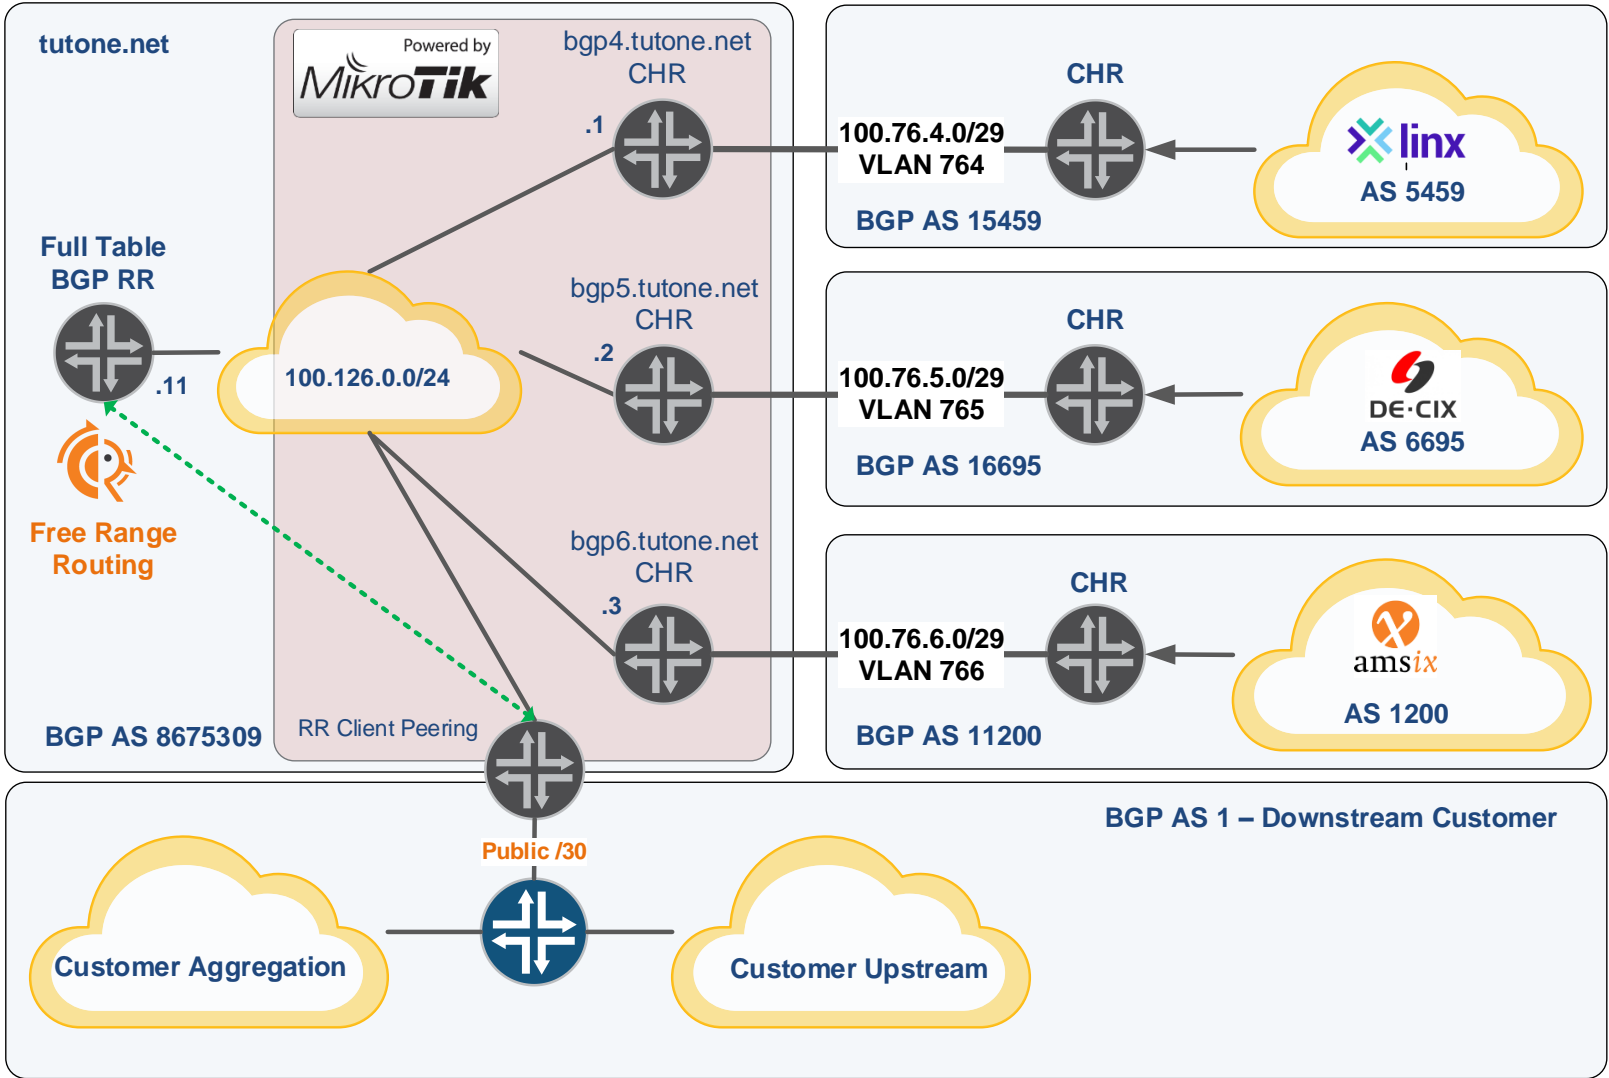 tutone.net
Powered by
MikroTik
bgp4.tutone.net
CHR
.1
Full Table
BGP RR
.11
100.126.0.0/24
bgp5.tutone.net
CHR
.2
Free Range
Routing
bgp6.tutone.net
CHR
.3
RR Client Peering
BGP AS 8675309
CHR
100.76.4.0/29
VLAN 764
BGP AS 15459
linx
AS 5459
CHR
100.76.5.0/29
VLAN 765
BGP AS 16695
DE-CIX
AS 6695
CHR
100.76.6.0/29
VLAN 766
BGP AS 11200
amsix
AS 1200
BGP AS 1 – Downstream Customer
Public /30
Customer Aggregation
Customer Upstream